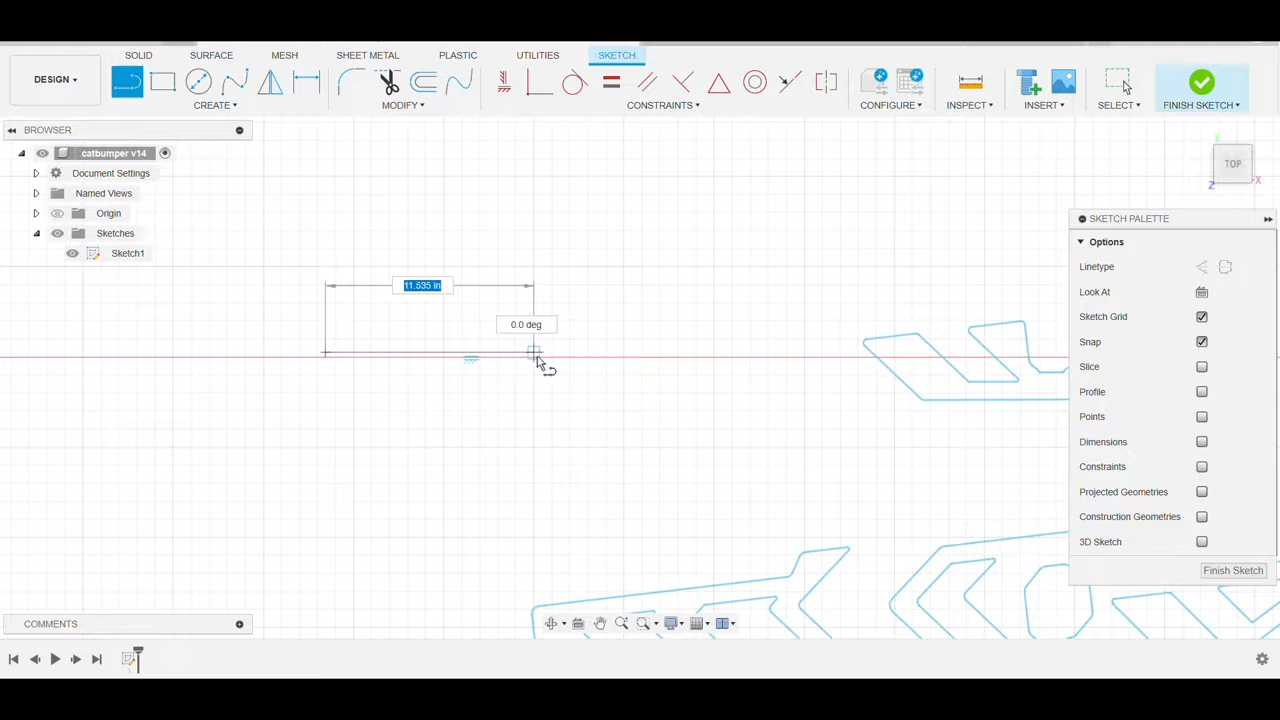 SOLID SURFACE MESH SHEET METAL PLASTIC UTILITIES SKETCH
DESIGN
CREATE MODIFY CONSTRAINTS CONFIGURE INSPECT INSERT SELECT FINISH SKETCH
BROWSER
catbumper v14
Document Settings
Named Views
Origin
Sketches
Sketch1
TOP
X
Z
11.535 in
0.0 deg
SKETCH PALETTE
Options
Linetype
Look At
Sketch Grid
Snap
Slice
Profile
Points
Dimensions
Constraints
Projected Geometries
Construction Geometries
3D Sketch
Finish Sketch
COMMENTS